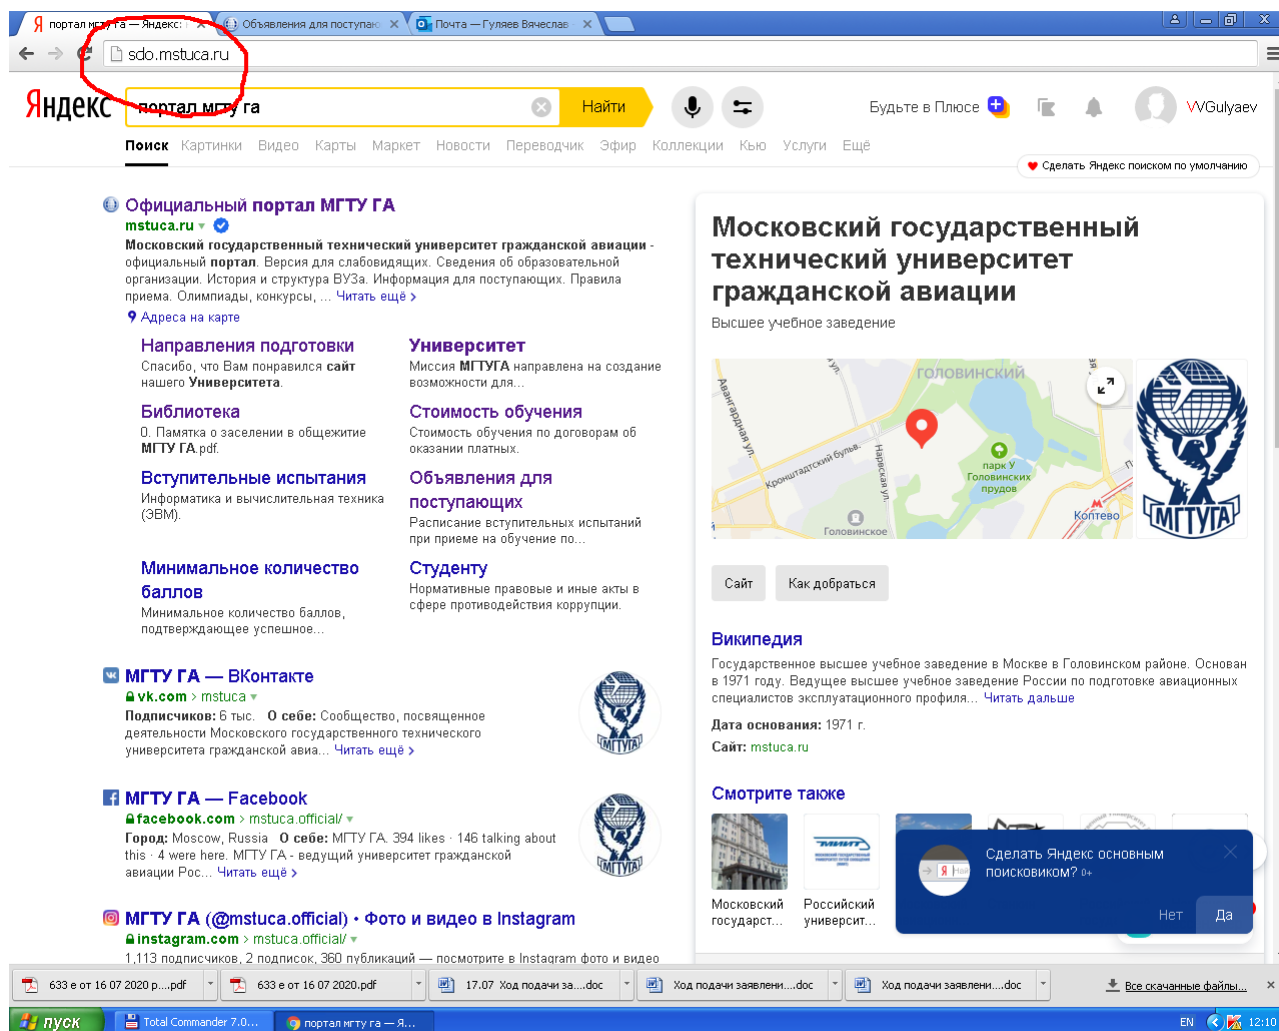 портал мгту га — Яндекс: Н
Объявления для поступаю
Почта — Гуляев Вячеслав
sdo.mstuca.ru
Яндекс
портал мгту га
Найти
Будьте в Плюсе
VVGulyaev
Поиск Картинки Видео Карты Маркет Новости Переводчик Эфир Коллекции Кью Услуги Ещё
Сделать Яндекс поиском по умолчанию
Официальный портал МГТУ ГА
mstuca.ru
Московский государственный технический университет гражданской авиации -
официальный портал. Версия для слабовидящих. Сведения об образовательной
организации. История и структура ВУЗа. Информация для поступающих. Правила
приема. Олимпиады, конкурсы, ... Читать ещё >
Адреса на карте
Направления подготовки
Спасибо, что Вам понравился сайт
нашего Университета.
Университет
Миссия МГТУГА направлена на создание
возможности для...
Библиотека
0. Памятка о заселении в общежитие
МГТУ ГА.pdf.
Стоимость обучения
Стоимость обучения по договорам об
оказании платных.
Вступительные испытания
Информатика и вычислительная техника
(ЭВМ).
Объявления для
поступающих
Расписание вступительных испытаний
при приеме на обучение по...
Минимальное количество
баллов
Минимальное количество баллов,
подтверждающее успешное...
Студенту
Нормативные правовые и иные акты в
сфере противодействия коррупции.
МГТУ ГА — ВКонтакте
vk.com > mstuca
Подписчиков: 6 тыс. О себе: Сообщество, посвященное
деятельности Московского государственного технического
университета гражданской авиа... Читать ещё >
МГТУ ГА — Facebook
facebook.com > mstuca.official/
Город: Moscow, Russia О себе: МГТУ ГА. 394 likes · 146 talking about
this · 4 were here. МГТУ ГА - ведущий университет гражданской
авиации Рос... Читать ещё >
МГТУ ГА (@mstuca.official) • Фото и видео в Instagram
instagram.com > mstuca.official/
1,113 подписчиков, 2 подписок, 360 публикаций — посмотрите в Instagram фото и видео
Московский государственный
технический университет
гражданской авиации
Высшее учебное заведение
ГОЛОВИНСКИЙ
Авангардная ул.
Кронштадтский бульв.
Нарвская ул.
парк У
Головинских
прудов
Коптево
Головинское
МГТУГА
Сайт
Как добраться
Википедия
Государственное высшее учебное заведение в Москве в Головинском районе. Основан
в 1971 году. Ведущее высшее учебное заведение России по подготовке авиационных
специалистов эксплуатационного профиля... Читать дальше
Дата основания: 1971 г.
Сайт: mstuca.ru
Смотрите также
МИИТ
Московский
государст...
Российский
университ...
Сделать Яндекс основным
поисковиком? 0+
Нет
Да
633 е от 16 07 2020 р....pdf
633 е от 16 07 2020.pdf
17.07 Ход подачи за....doc
Ход подачи заявлени....doc
Ход подачи заявлени....doc
Все скачанные файлы...
пуск
Total Commander 7.0...
портал мгту га — Я...
EN
12:10